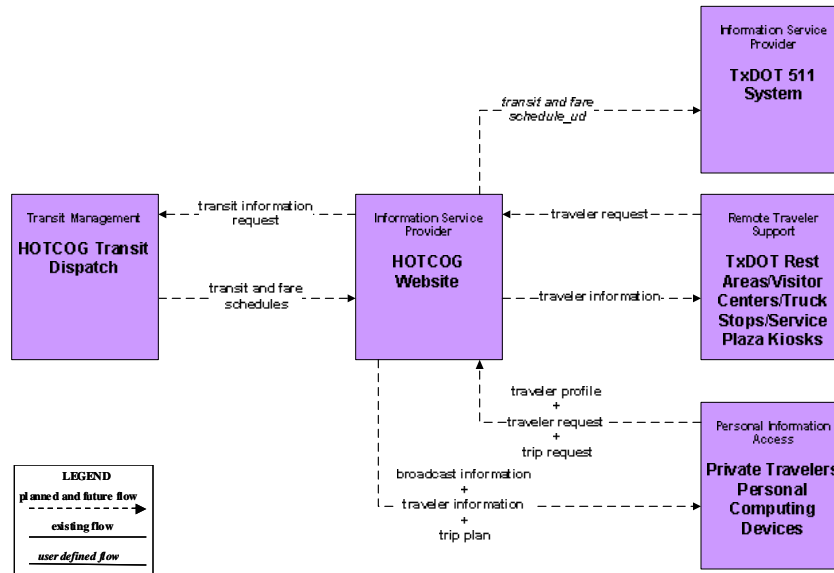 Information Service
Provider
TxDOT 511
System
transit and fare
schedule_ud
Transit Management
HOTCOG Transit
Dispatch
transit information
request
transit and fare
schedules
Information Service
Provider
HOTCOG
Website
traveler request
traveler information
Remote Traveler
Support
TxDOT Rest
Areas/Visitor
Centers/Truck
Stops/Service
Plaza Kiosks
traveler profile
+
traveler request
+
trip request
broadcast information
+
traveler information
+
trip plan
Personal Information
Access
Private Travelers
Personal
Computing
Devices
LEGEND
planned and future flow
existing flow
user defined flow